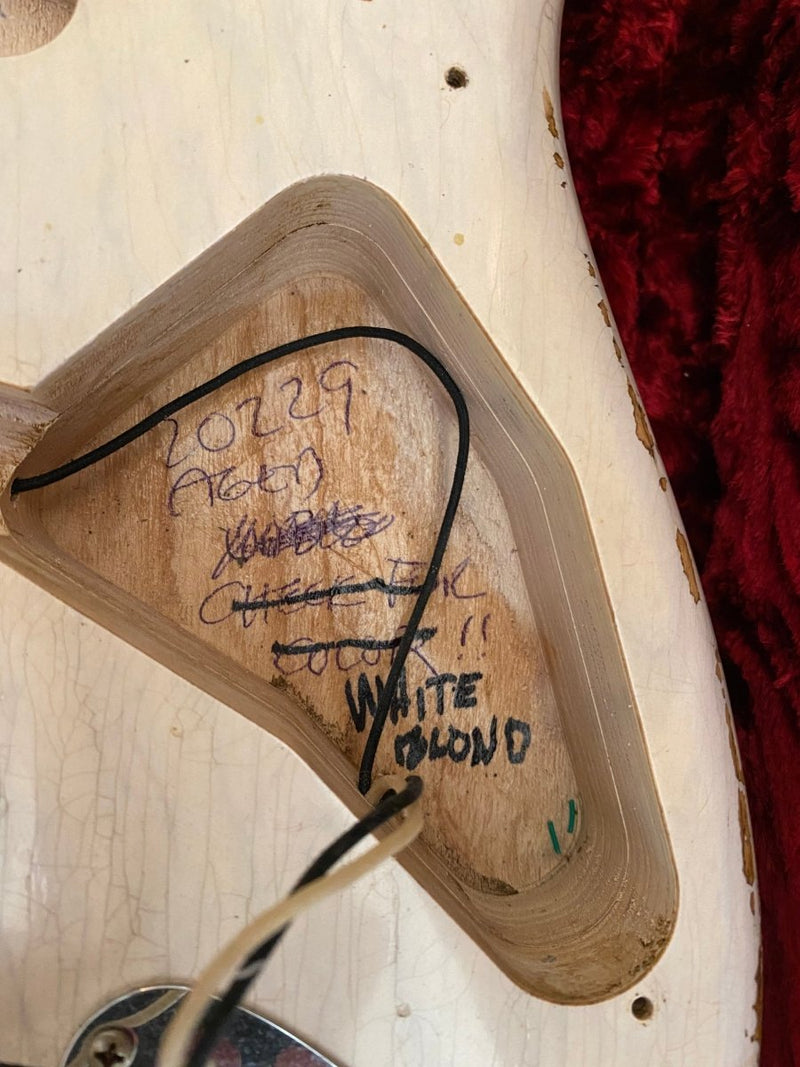 20229
AGED
CHECK FOR
COLOR !!
WHITE
BLOND